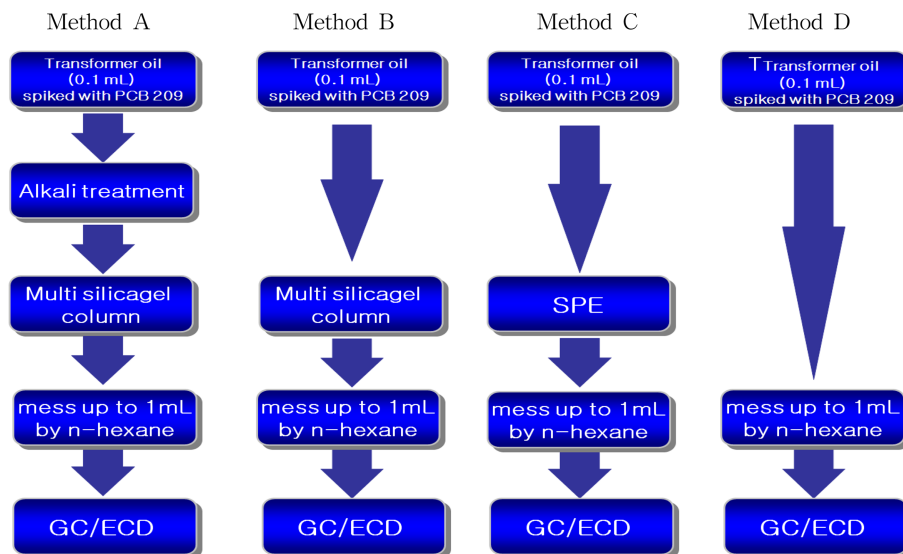 Method A
Method B
Method C
Method D
Transformer oil
(0.1 mL)
spiked with PCB 209
Transformer oil
(0.1 mL)
spiked with PCB 209
Transformer oil
(0.1 mL)
spiked with PCB 209
TTransformer oil
(0.1 mL)
spiked with PCB 209
Alkali treatment
Multi silicagel
column
Multi silicagel
column
SPE
mess up to 1mL
by n-hexane
mess up to 1mL
by n-hexane
mess up to 1mL
by n-hexane
mess up to 1mL
by n-hexane
GC/ECD
GC/ECD
GC/ECD
GC/ECD